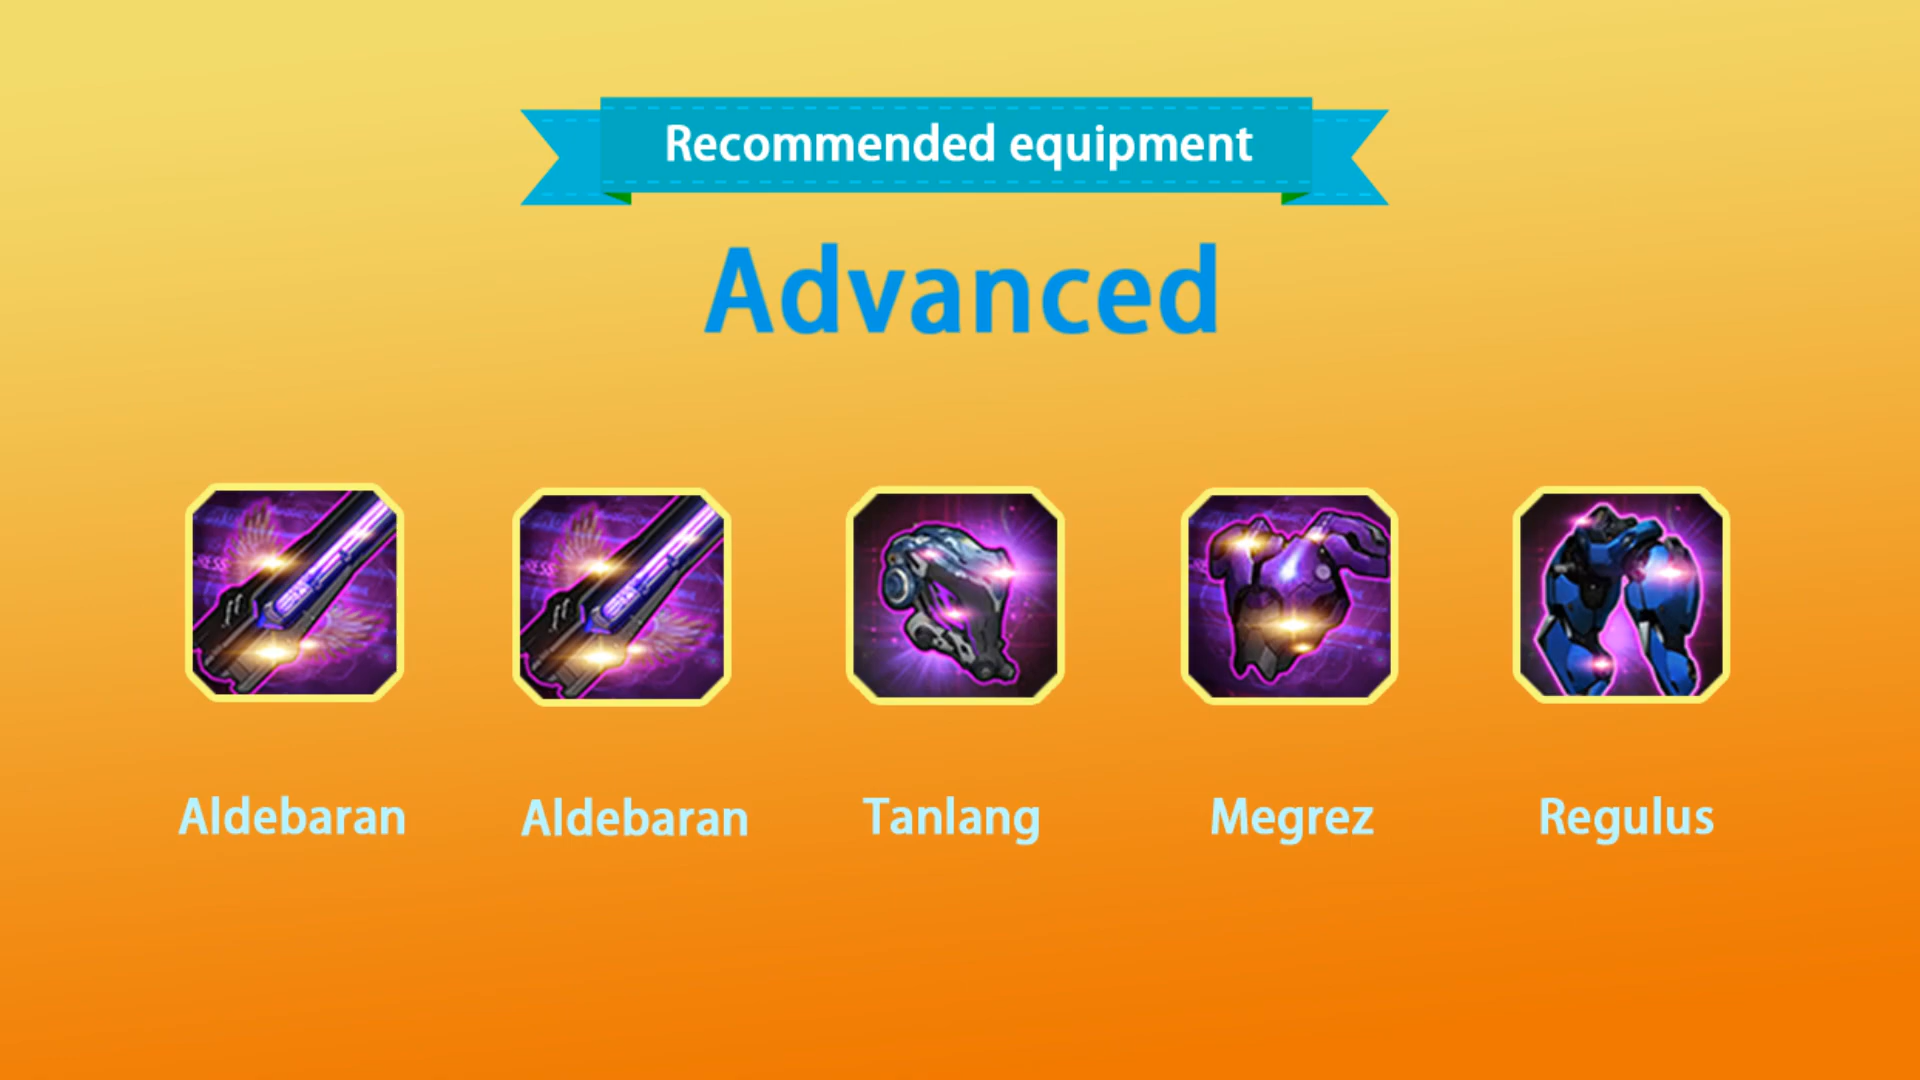 Recommended equipment
Advanced
Aldebaran
Aldebaran
Tanlang
Megrez
Regulus